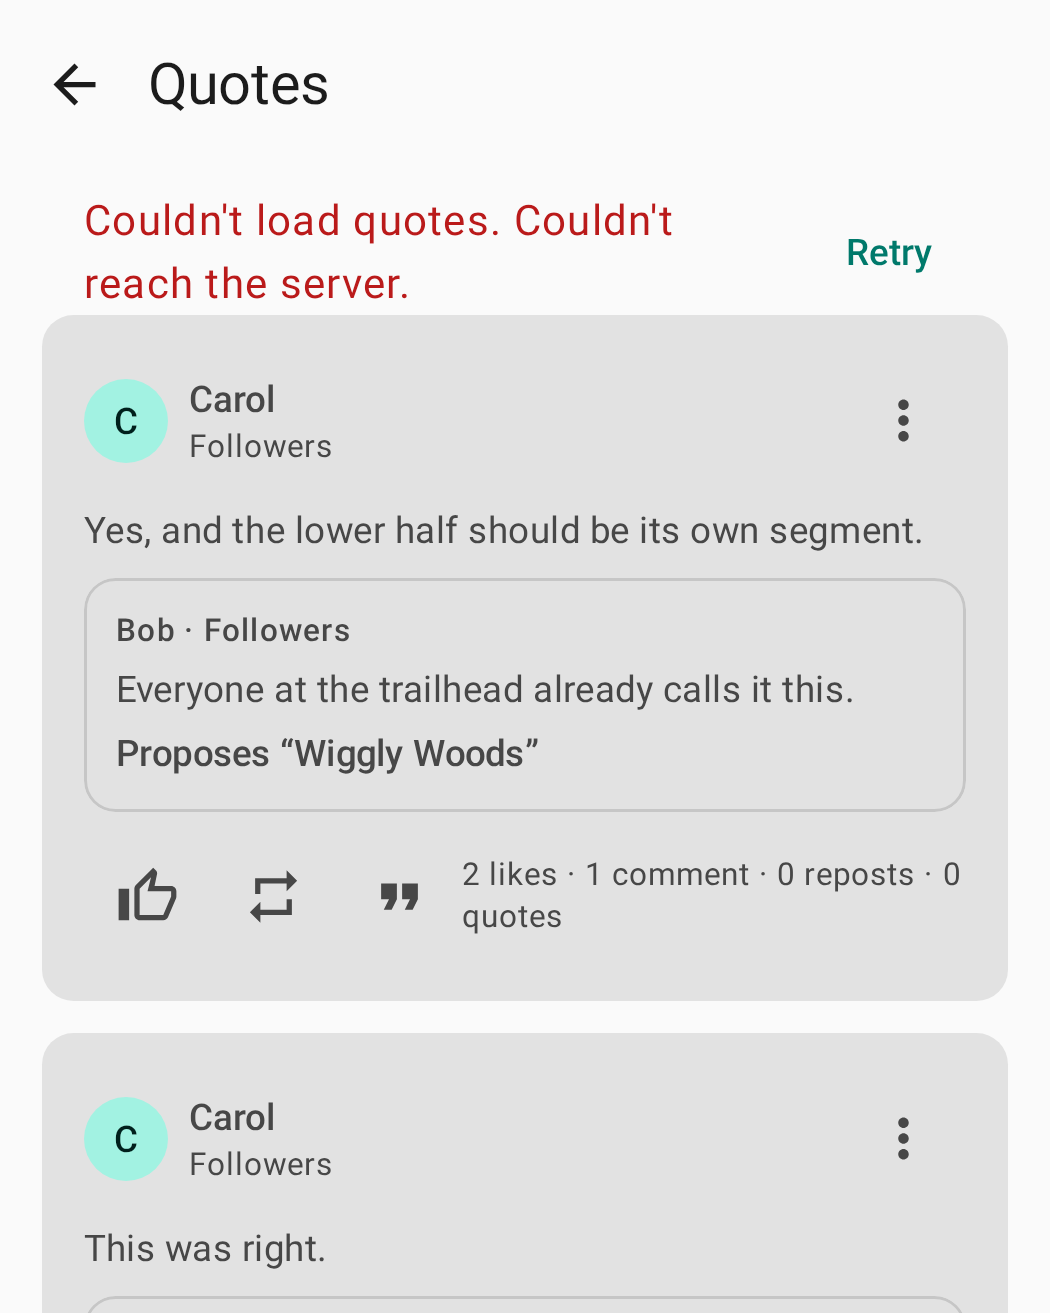 Quotes
Couldn't load quotes. Couldn't
reach the server.
Retry
C
Carol
Followers
Yes, and the lower half should be its own segment.
Bob · Followers
Everyone at the trailhead already calls it this.
Proposes “Wiggly Woods”
2 likes · 1 comment · 0 reposts · 0
quotes
C
Carol
Followers
This was right.